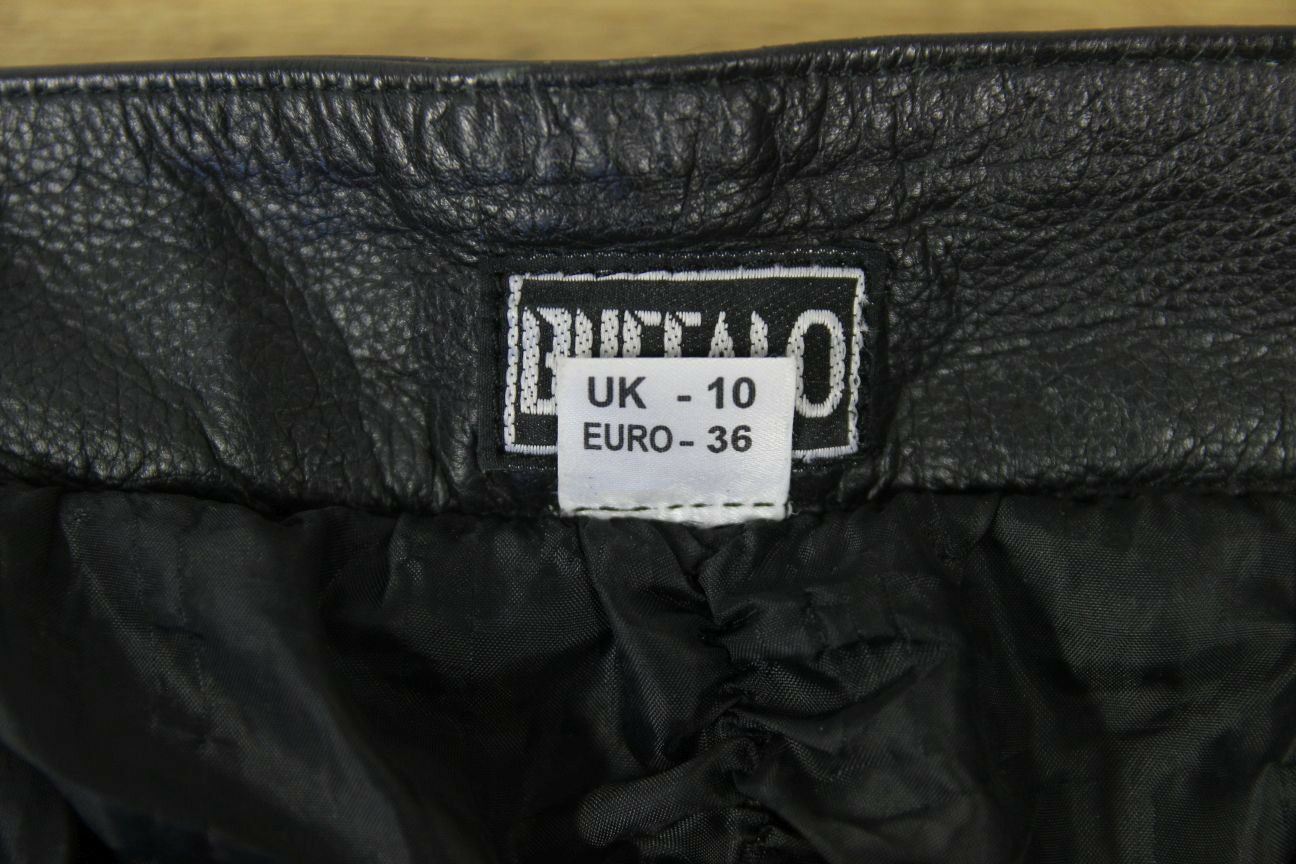 BUFFALO
UK - 10
EURO - 36